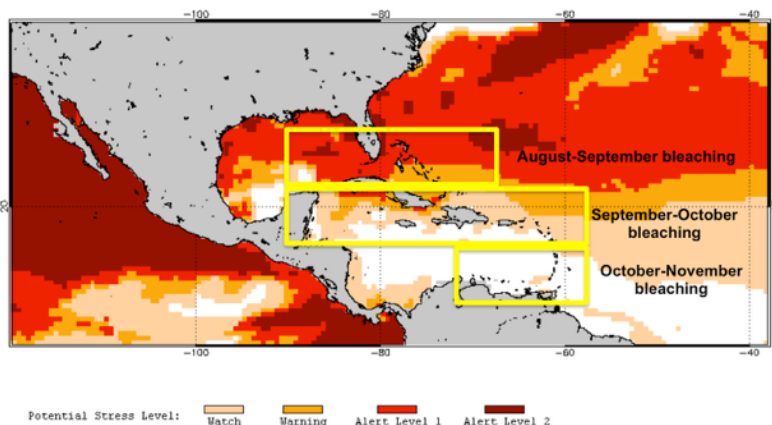 -100 -80 -60 -40
August-September bleaching
20
September-October
bleaching
October-November
bleaching
-100 -80 -60 -40
Potential Stress Level: Watch Warning Alert Level 1 Alert Level 2